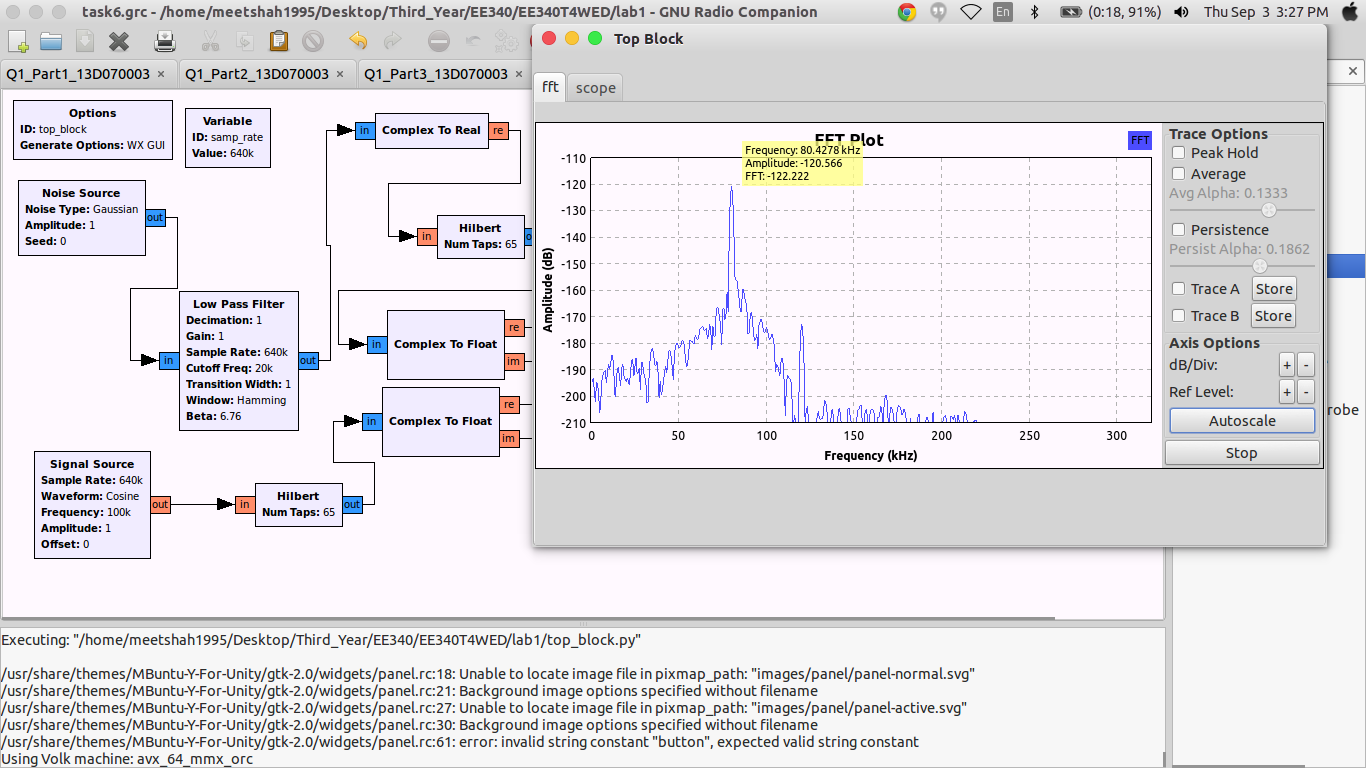 task6.grc - /home/meetshah1995/Desktop/Third_Year/EE340/EE340T4WED/lab1 - GNU Radio Companion
En
(0:18, 91%)
Thu Sep 3 3:27 PM
Q1_Part1_13D070003 ×
Q1_Part2_13D070003 ×
Q1_Part3_13D070003 ×
Options
ID: top_block
Generate Options: WX GUI
Variable
ID: samp_rate
Value: 640k
Noise Source
Noise Type: Gaussian
Amplitude: 1
Seed: 0
out
in
Complex To Real
re
in
Hilbert
Num Taps: 65
Low Pass Filter
Decimation: 1
Gain: 1
Sample Rate: 640k
Cutoff Freq: 20k
Transition Width: 1
Window: Hamming
Beta: 6.76
in
out
in
Complex To Float
re
im
in
Complex To Float
re
im
Signal Source
Sample Rate: 640k
Waveform: Cosine
Frequency: 100k
Amplitude: 1
Offset: 0
out
in
Hilbert
Num Taps: 65
out
Top Block
fft
scope
FFT Plot
FFT
Frequency: 80.4278 kHz
Amplitude: -120.566
FFT: -122.222
Amplitude (dB)
-110
-120
-130
-140
-150
-160
-170
-180
-190
-200
-210
0
50
100
150
200
250
300
Frequency (kHz)
Trace Options
Peak Hold
Average
Avg Alpha: 0.1333
Persistence
Persist Alpha: 0.1862
Trace A
Store
Trace B
Store
Axis Options
dB/Div:
+
-
Ref Level:
+
-
Autoscale
Stop
robe
Executing: "/home/meetshah1995/Desktop/Third_Year/EE340/EE340T4WED/lab1/top_block.py"
/usr/share/themes/MBuntu-Y-For-Unity/gtk-2.0/widgets/panel.rc:18: Unable to locate image file in pixmap_path: "images/panel/panel-normal.svg"
/usr/share/themes/MBuntu-Y-For-Unity/gtk-2.0/widgets/panel.rc:21: Background image options specified without filename
/usr/share/themes/MBuntu-Y-For-Unity/gtk-2.0/widgets/panel.rc:27: Unable to locate image file in pixmap_path: "images/panel/panel-active.svg"
/usr/share/themes/MBuntu-Y-For-Unity/gtk-2.0/widgets/panel.rc:30: Background image options specified without filename
/usr/share/themes/MBuntu-Y-For-Unity/gtk-2.0/widgets/panel.rc:61: error: invalid string constant "button", expected valid string constant
Using Volk machine: avx_64_mmx_orc